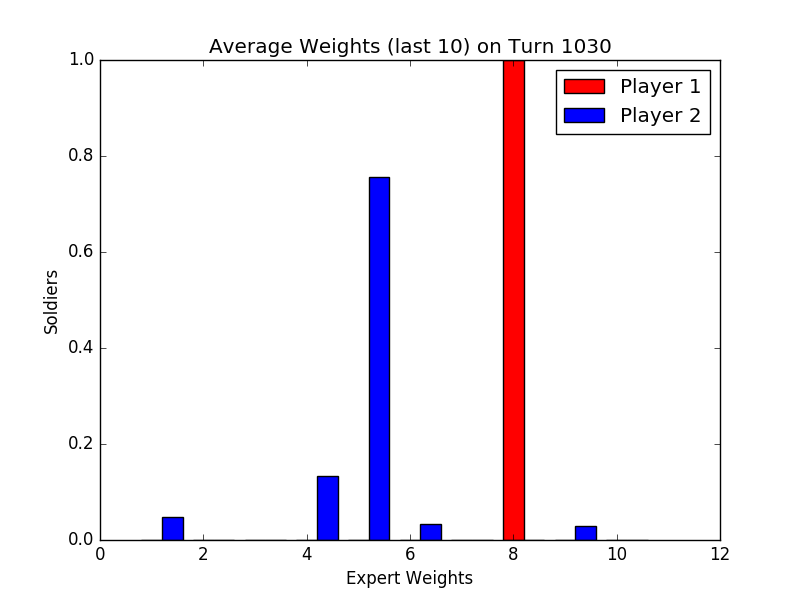 Average Weights (last 10) on Turn 1030
1.0
0.8
0.6
0.4
0.2
0.0
Soldiers
Player 1
Player 2
0 2 4 6 8 10 12
Expert Weights